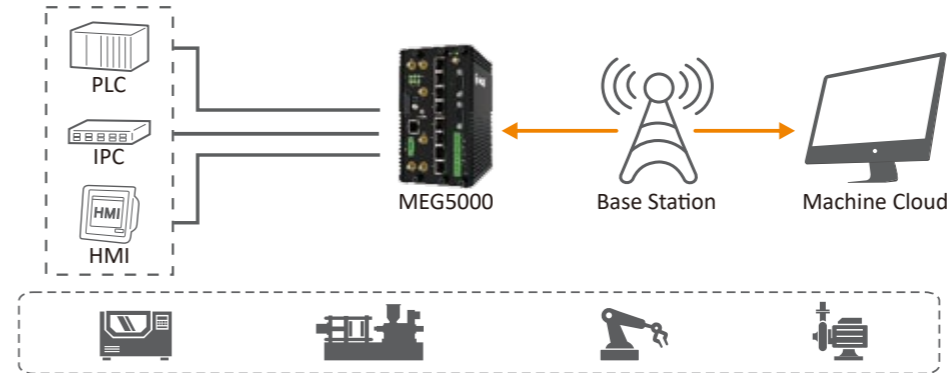 PLC
IPC
HMI
HMI
MEG5000
Base Station
Machine Cloud